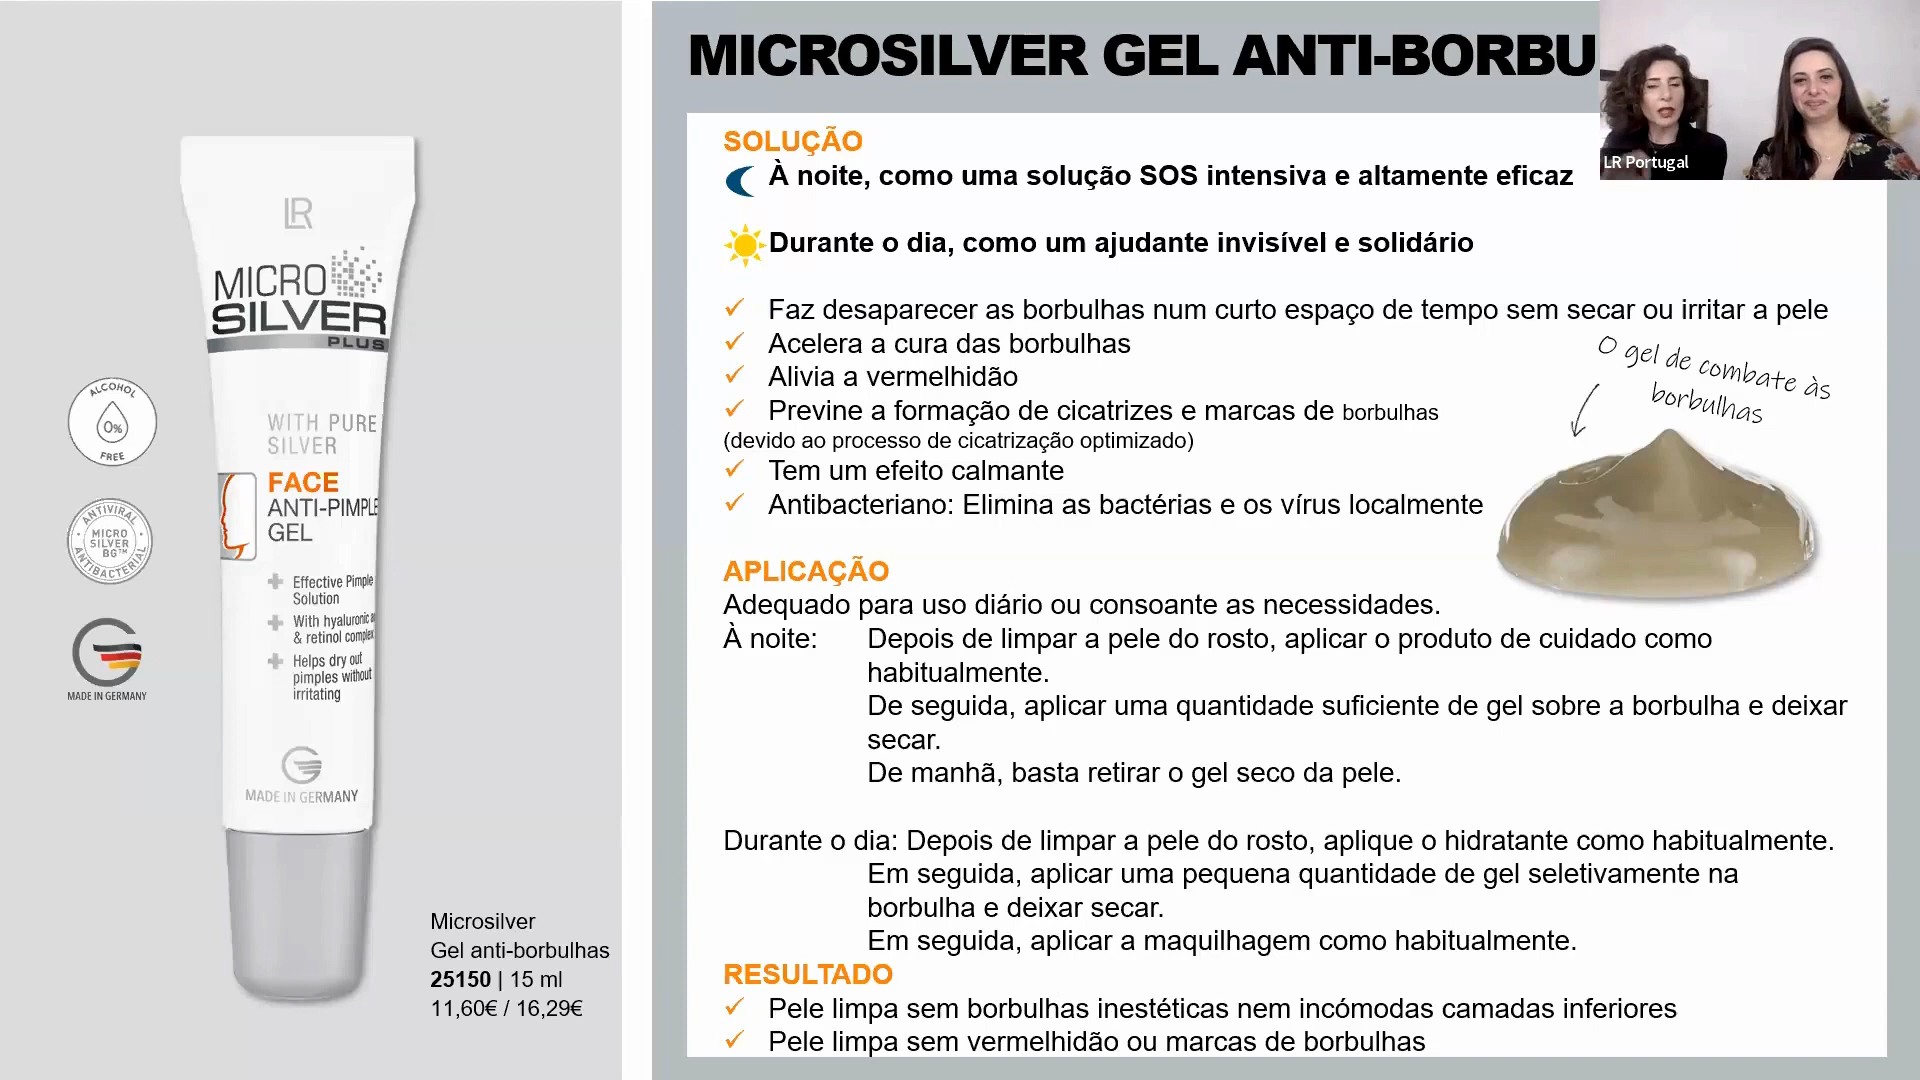 MICROSILVER GEL ANTI-BORBU
LR Portugal
SOLUÇÃO
À noite, como uma solução SOS intensiva e altamente eficaz
Durante o dia, como um ajudante invisível e solidário
Faz desaparecer as borbulhas num curto espaço de tempo sem secar ou irritar a pele
Acelera a cura das borbulhas
Alivia a vermelhidão
Previne a formação de cicatrizes e marcas de borbulhas
(devido ao processo de cicatrização optimizado)
Tem um efeito calmante
Antibacteriano: Elimina as bactérias e os vírus localmente
O gel de combate às
borbulhas
APLICAÇÃO
Adequado para uso diário ou consoante as necessidades.
À noite: Depois de limpar a pele do rosto, aplicar o produto de cuidado como
habitualmente.
De seguida, aplicar uma quantidade suficiente de gel sobre a borbulha e deixar
secar.
De manhã, basta retirar o gel seco da pele.
Durante o dia: Depois de limpar a pele do rosto, aplique o hidratante como habitualmente.
Em seguida, aplicar uma pequena quantidade de gel seletivamente na
borbulha e deixar secar.
Em seguida, aplicar a maquilhagem como habitualmente.
RESULTADO
Pele limpa sem borbulhas inestéticas nem incómodas camadas inferiores
Pele limpa sem vermelhidão ou marcas de borbulhas
LR
MICRO
SILVER
PLUS
WITH PURE
SILVER
FACE
ANTI-PIMPLE
GEL
+ Effective Pimple
Solution
+ With hyaluronic
& retinol complex
+ Helps dry out
pimples without
irritating
MADE IN GERMANY
ALCOHOL
0%
FREE
ANTIVIRAL
MICRO
SILVER
BG™
ANTIBACTERIAL
MADE IN GERMANY
Microsilver
Gel anti-borbulhas
25150 | 15 ml
11,60€ / 16,29€